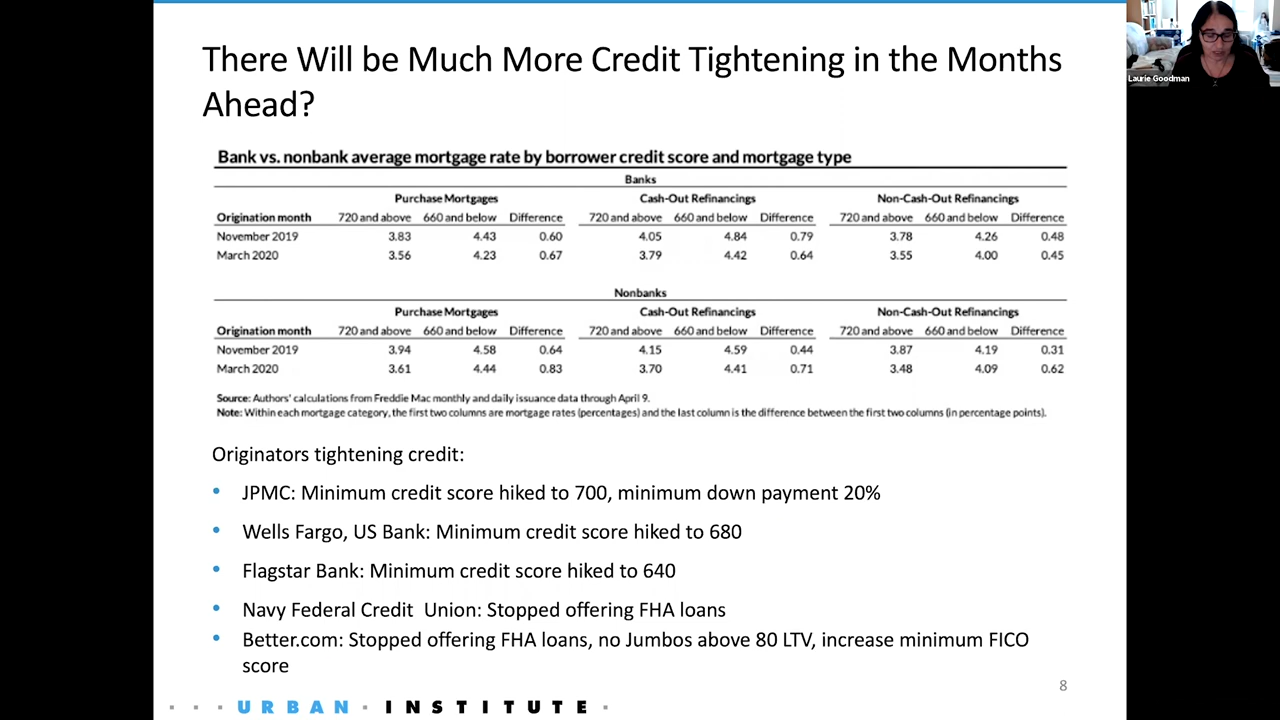 There Will be Much More Credit Tightening in the Months
Ahead?
Laurie Goodman
Bank vs. nonbank average mortgage rate by borrower credit score and mortgage type
Banks
Purchase Mortgages Cash-Out Refinancings Non-Cash-Out Refinancings
Origination month 720 and above 660 and below Difference 720 and above 660 and below Difference 720 and above 660 and below Difference
November 2019 3.83 4.43 0.60 4.05 4.84 0.79 3.78 4.26 0.48
March 2020 3.56 4.23 0.67 3.79 4.42 0.64 3.55 4.00 0.45
Nonbanks
Purchase Mortgages Cash-Out Refinancings Non-Cash-Out Refinancings
Origination month 720 and above 660 and below Difference 720 and above 660 and below Difference 720 and above 660 and below Difference
November 2019 3.94 4.58 0.64 4.15 4.59 0.44 3.87 4.19 0.31
March 2020 3.61 4.44 0.83 3.70 4.41 0.71 3.48 4.09 0.62
Source: Authors' calculations from Freddie Mac monthly and daily issuance data through April 9.
Note: Within each mortgage category, the first two columns are mortgage rates (percentages) and the last column is the difference between the first two columns (in percentage points).
Originators tightening credit:
• JPMC: Minimum credit score hiked to 700, minimum down payment 20%
• Wells Fargo, US Bank: Minimum credit score hiked to 680
• Flagstar Bank: Minimum credit score hiked to 640
• Navy Federal Credit Union: Stopped offering FHA loans
• Better.com: Stopped offering FHA loans, no Jumbos above 80 LTV, increase minimum FICO
score
8
URBAN · INSTITUTE